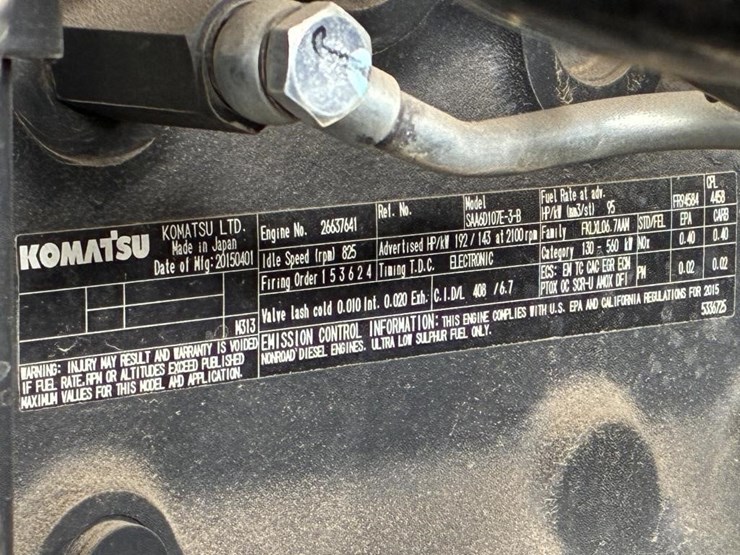 KOMATSU
KOMATSU LTD.
Made in Japan
Date of Mfg:20150401
N313
WARNING: INJURY MAY RESULT AND WARRANTY IS VOIDED
IF FUEL RATE,RPM OR ALTITUDES EXCEED PUBLISHED
MAXIMUM VALUES FOR THIS MODEL AND APPLICATION.
Engine No. 26637641
Ref. No.
Model
SAA6D107E-3-B
Fuel Rate at adv.
HP/kW (mm3/st) 95
FR94584
CPL
4458
Idle Speed (rpm) 825
Advertised HP/kW 192 / 143 at 2100 rpm
Family FKLXL06.7AAM
STD/FEL
EPA
CARB
Firing Order 1 5 3 6 2 4
Timing T.D.C. ELECTRONIC
Category 130 - 560 kW
NOx
0.40
0.40
Valve lash cold 0.010 Int. 0.020 Exh.
C.I.D/L 408 /6.7
ECS: EM TC CAC EGR ECM
PTOX OC SCR-U AMOX DFI
PM
0.02
0.02
EMISSION CONTROL INFORMATION: THIS ENGINE COMPLIES WITH U.S. EPA AND CALIFORNIA REGULATIONS FOR 2015
NONROAD DIESEL ENGINES. ULTRA LOW SULPHUR FUEL ONLY.
5336725